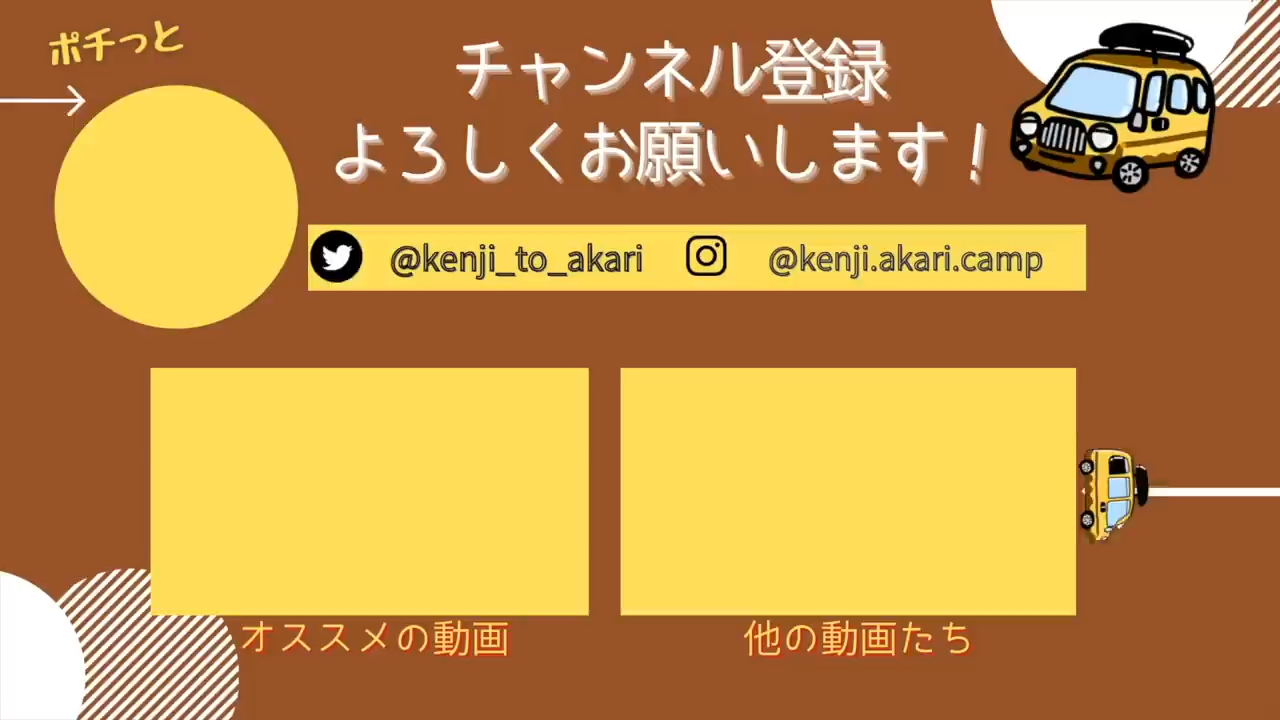 ポチっと
チャンネル登録
よろしくお願いします!
@kenji_to_akari @kenji.akari.camp
オススメの動画
他の動画たち